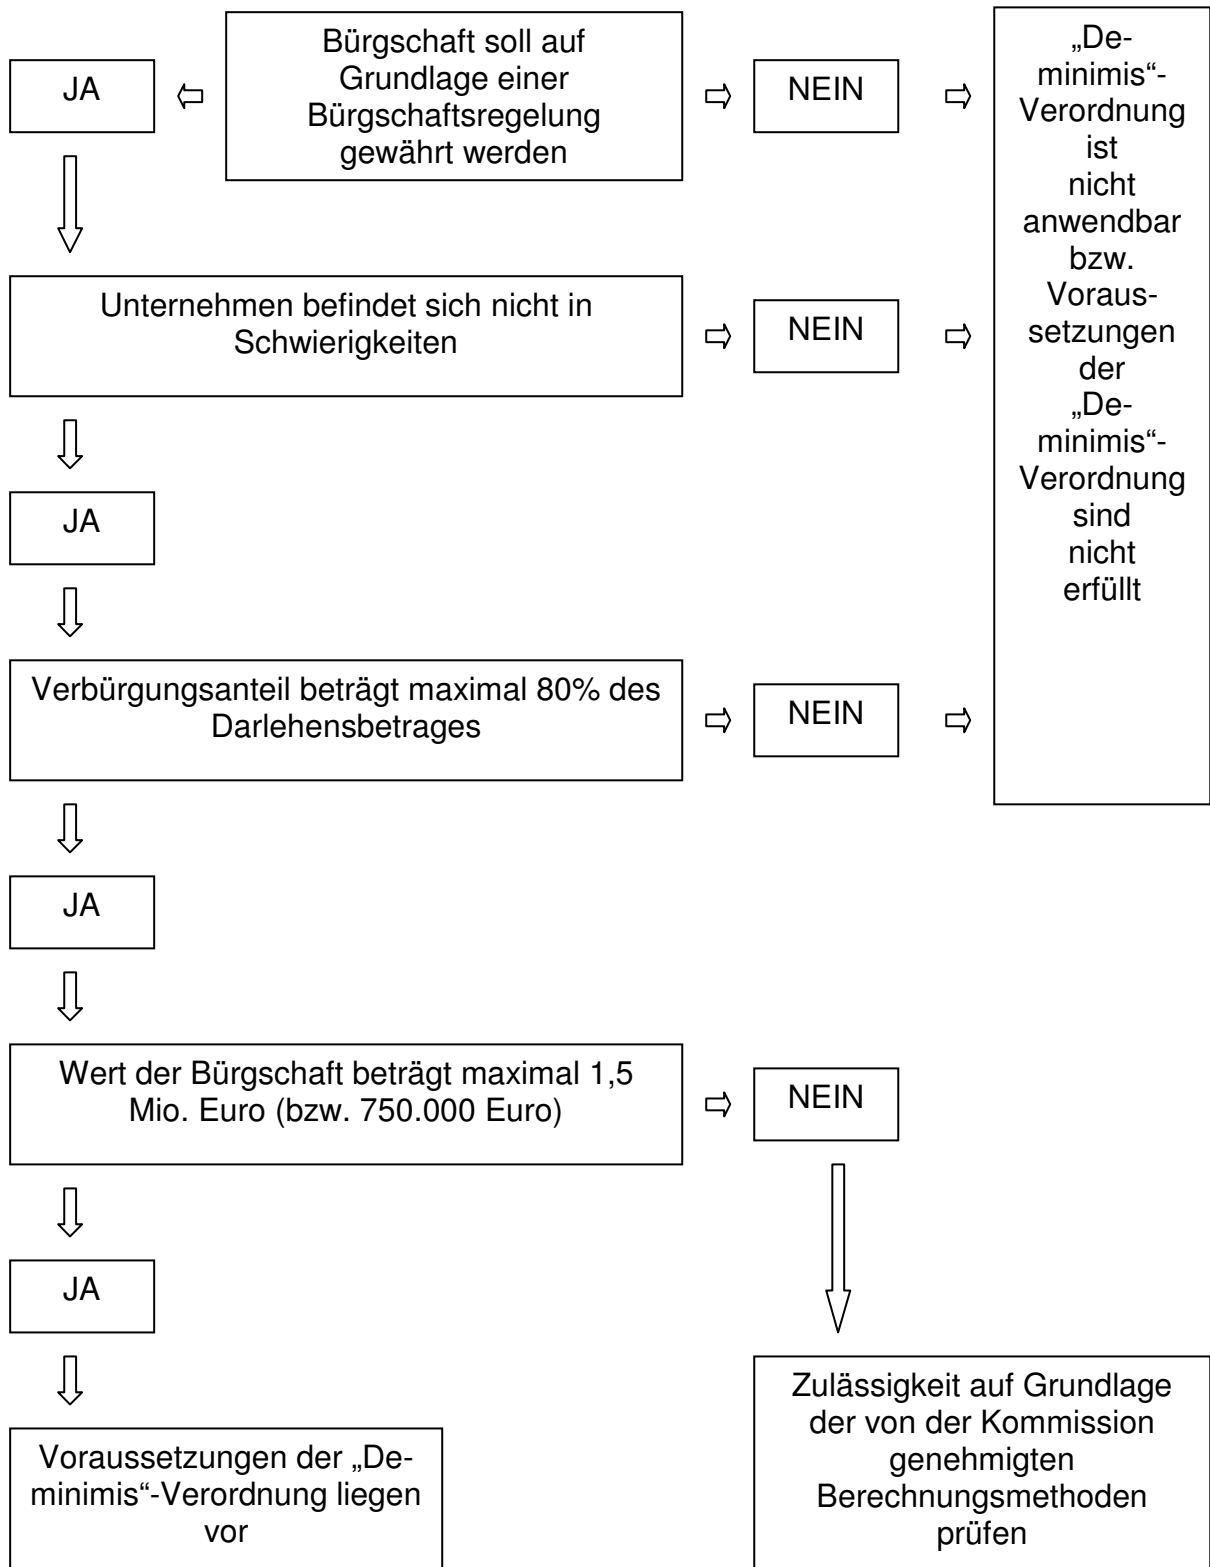 JA
Bürgschaft soll auf
Grundlage einer
Bürgschaftsregelung
gewährt werden
NEIN
„De-
minimis“-
Verordnung
ist
nicht
anwendbar
bzw.
Voraus-
setzungen
der
„De-
minimis“-
Verordnung
sind
nicht
erfüllt
Unternehmen befindet sich nicht in
Schwierigkeiten
NEIN
JA
Verbürgungsanteil beträgt maximal 80% des
Darlehensbetrages
NEIN
JA
Wert der Bürgschaft beträgt maximal 1,5
Mio. Euro (bzw. 750.000 Euro)
NEIN
JA
Voraussetzungen der „De-
minimis“-Verordnung liegen
vor
Zulässigkeit auf Grundlage
der von der Kommission
genehmigten
Berechnungsmethoden
prüfen